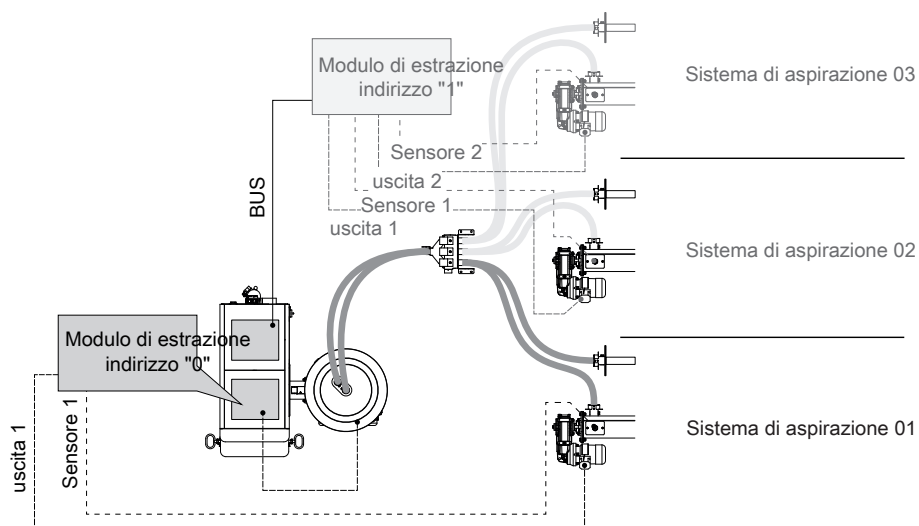 Modulo di estrazione
indirizzo "1"
Sistema di aspirazione 03
Sensore 2
uscita 2
Sensore 1
uscita 1
BUS
Sistema di aspirazione 02
Modulo di estrazione
indirizzo "0"
uscita 1
Sensore 1
Sistema di aspirazione 01